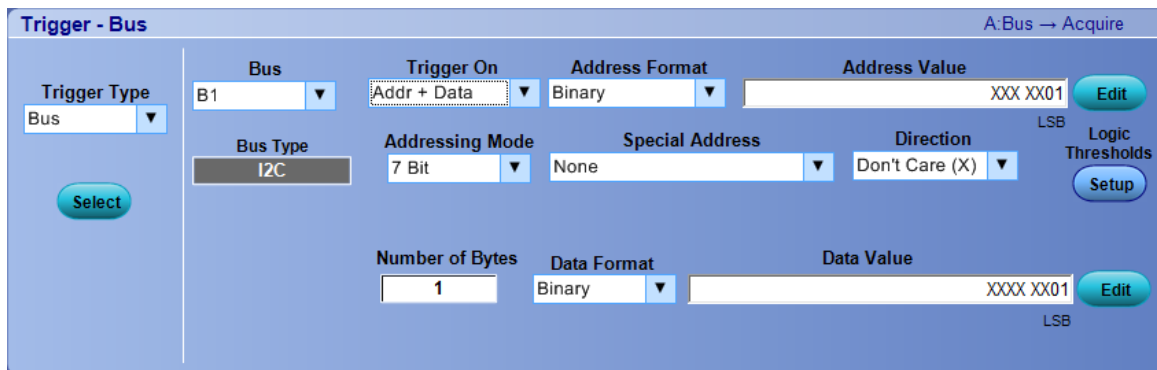 Trigger - Bus
A:Bus → Acquire
Trigger Type
Bus
Select
Bus
B1
Bus Type
I2C
Trigger On
Addr + Data
Address Format
Binary
Address Value
XXX XX01
Edit
LSB
Addressing Mode
7 Bit
Special Address
None
Direction
Don't Care (X)
Logic
Thresholds
Setup
Number of Bytes
1
Data Format
Binary
Data Value
XXXX XX01
Edit
LSB